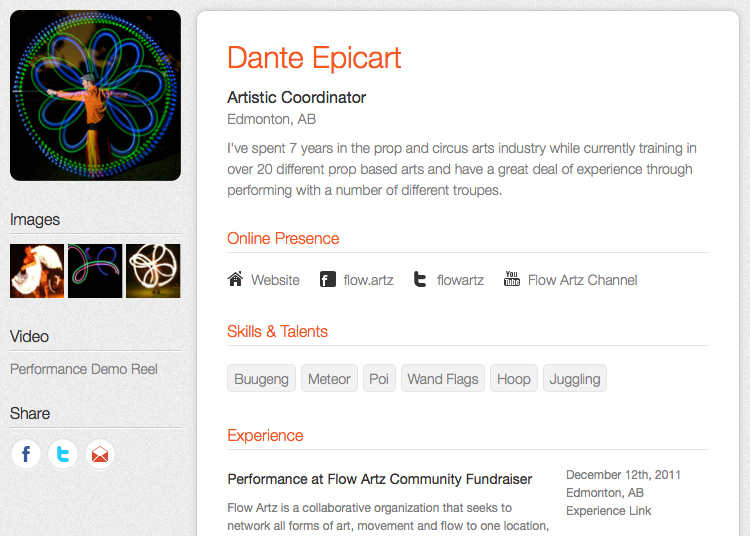 Images
Video
Performance Demo Reel
Share
Dante Epicart
Artistic Coordinator
Edmonton, AB
I've spent 7 years in the prop and circus arts industry while currently training in
over 20 different prop based arts and have a great deal of experience through
performing with a number of different troupes.
Online Presence
Website flow.artz flowartz You Tube Flow Artz Channel
Skills & Talents
Buugeng Meteor Poi Wand Flags Hoop Juggling
Experience
Performance at Flow Artz Community Fundraiser
Flow Artz is a collaborative organization that seeks to
network all forms of art, movement and flow to one location,
December 12th, 2011
Edmonton, AB
Experience Link